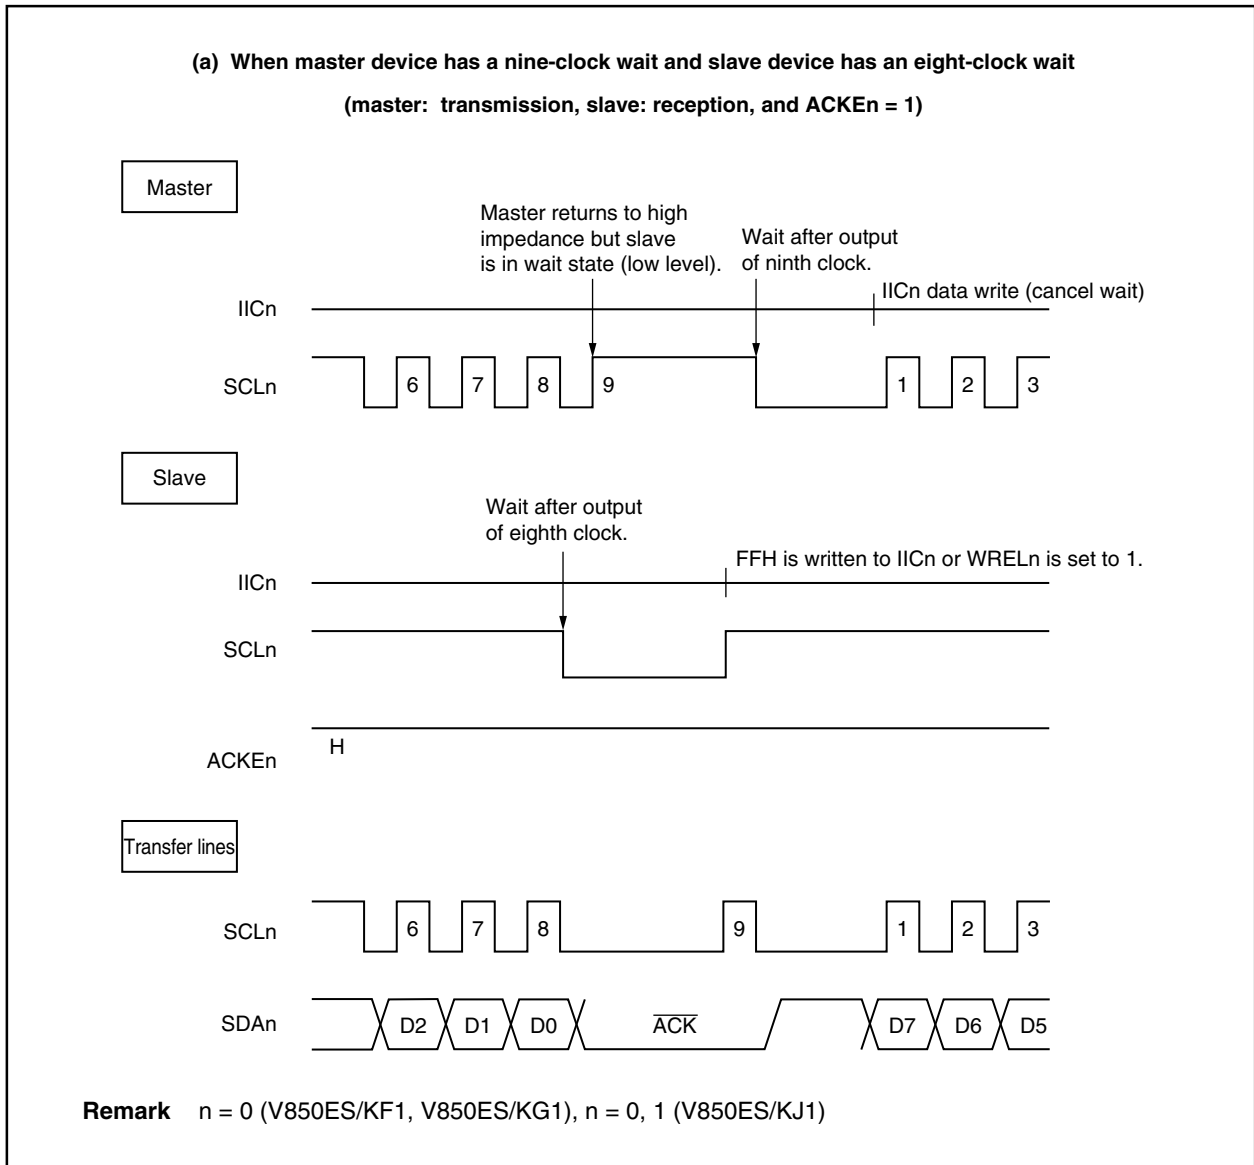 (a) When master device has a nine-clock wait and slave device has an eight-clock wait
(master: transmission, slave: reception, and ACKEn = 1)
Master
Master returns to high
impedance but slave
is in wait state (low level).
Wait after output
of ninth clock.
IICn data write (cancel wait)
IICn
SCLn
6 7 8 9 1 2 3
Slave
Wait after output
of eighth clock.
FFH is written to IICn or WRELn is set to 1.
IICn
SCLn
H
ACKEn
Transfer lines
SCLn 6 7 8 9 1 2 3
SDAn D2 D1 D0 ACK D7 D6 D5
Remark n = 0 (V850ES/KF1, V850ES/KG1), n = 0, 1 (V850ES/KJ1)